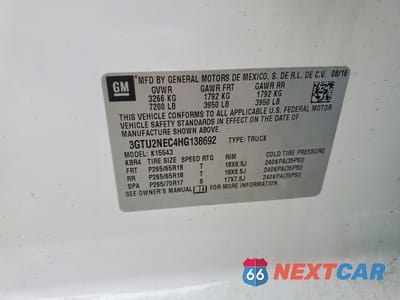 GM
MFD BY GENERAL MOTORS DE MEXICO, S. DE R.L. DE C.V. 08/16
GVWR GAWR FRT GAWR RR
3266 KG 1792 KG 1792 KG
7200 LB 3950 LB 3950 LB
THIS VEHICLE CONFORMS TO ALL APPLICABLE U.S. FEDERAL MOTOR
VEHICLE SAFETY STANDARDS IN EFFECT ON THE DATE OF
MANUFACTURE SHOWN ABOVE.
3GTU2NEC4HG138692 TYPE: TRUCK
MODEL: K15543
KBR4 TIRE SIZE SPEED RTG RIM COLD TIRE PRESSURE
FRT P265/65R18 T 18X8.5J 240KPA(35PSI)
RR P265/65R18 T 18X8.5J 240KPA(35PSI)
SPA P265/70R17 S 17X7.5J 240KPA(35PSI)
SEE OWNER'S MANUAL FOR MORE INFORMATION.
66 NEXTCAR